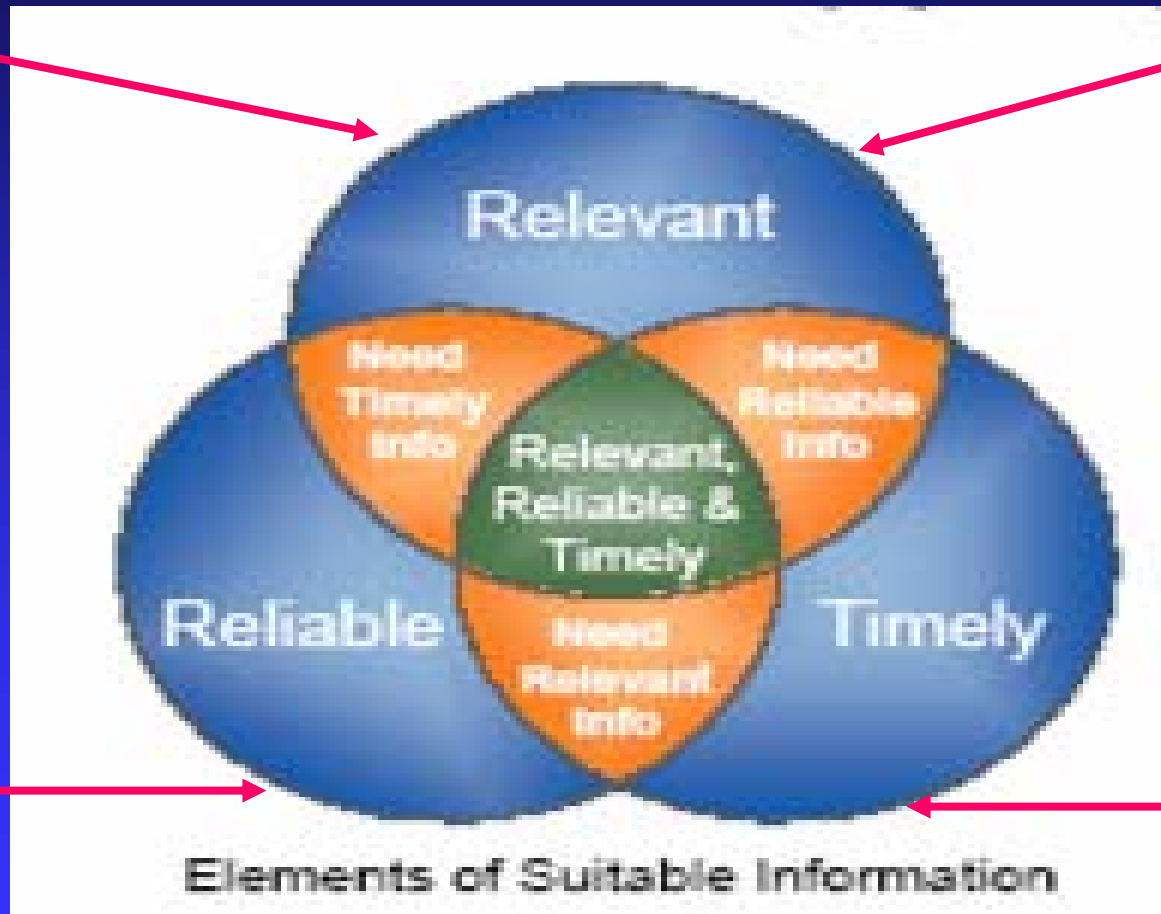 Relevant
Need
Timely
Info
Need
Reliable
Info
Relevant,
Reliable &
Timely
Reliable
Need
Relevant
Info
Timely
Elements of Suitable Information